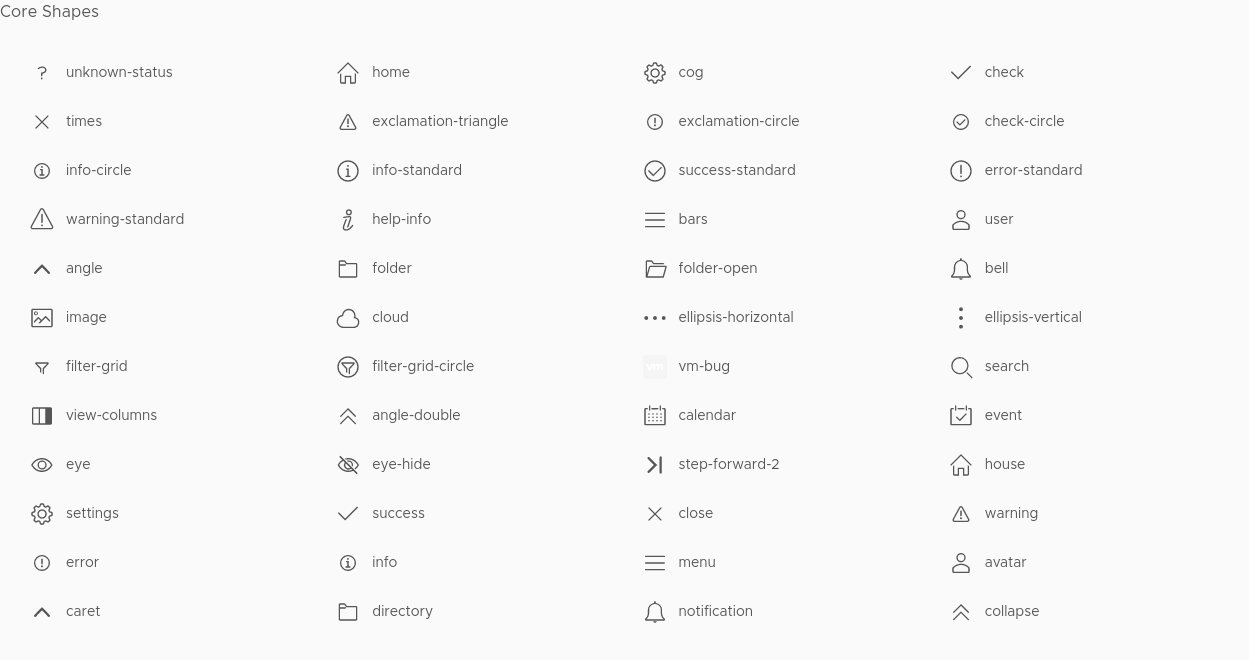 Core Shapes
unknown-status home cog check
times exclamation-triangle exclamation-circle check-circle
info-circle info-standard success-standard error-standard
warning-standard help-info bars user
angle folder folder-open bell
image cloud ellipsis-horizontal ellipsis-vertical
filter-grid filter-grid-circle vm vm-bug search
view-columns angle-double calendar event
eye eye-hide step-forward-2 house
settings success close warning
error info menu avatar
caret directory notification collapse